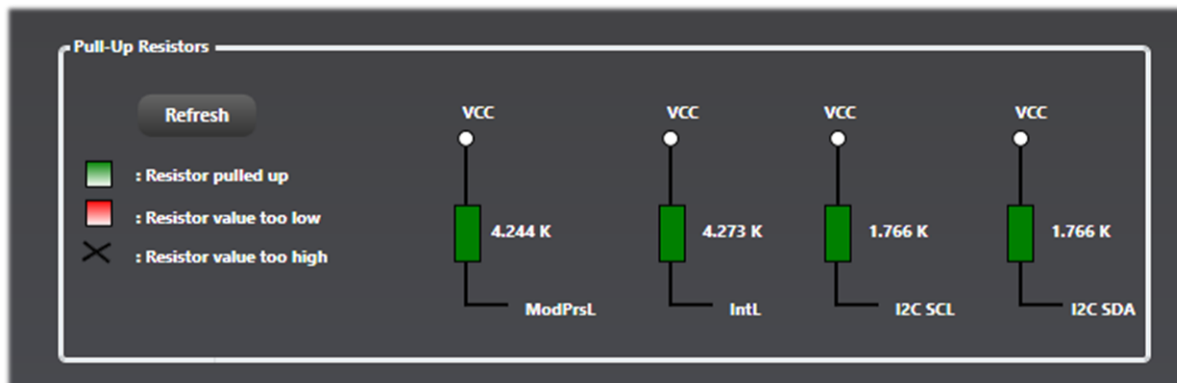 Pull-Up Resistors
Refresh
: Resistor pulled up
: Resistor value too low
: Resistor value too high
VCC VCC VCC VCC
4.244 K 4.273 K 1.766 K 1.766 K
ModPrsL IntL I2C SCL I2C SDA